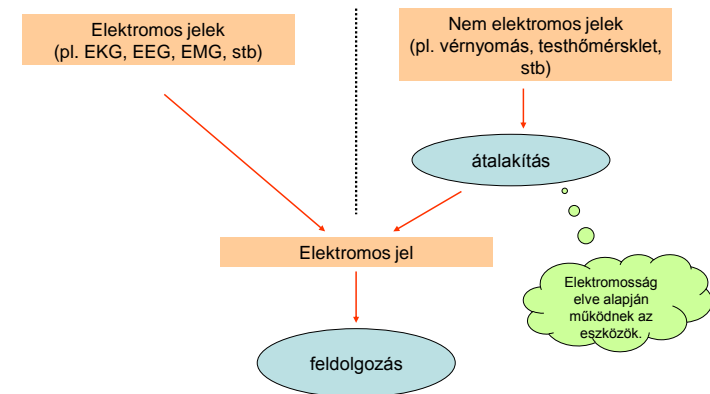 Elektromos jelek
(pl. EKG, EEG, EMG, stb)
Nem elektromos jelek
(pl. vérnyomás, testhőmérsklet,
stb)
átalakítás
Elektromos jel
Elektromosság
elve alapján
működnek az
eszközök.
feldolgozás